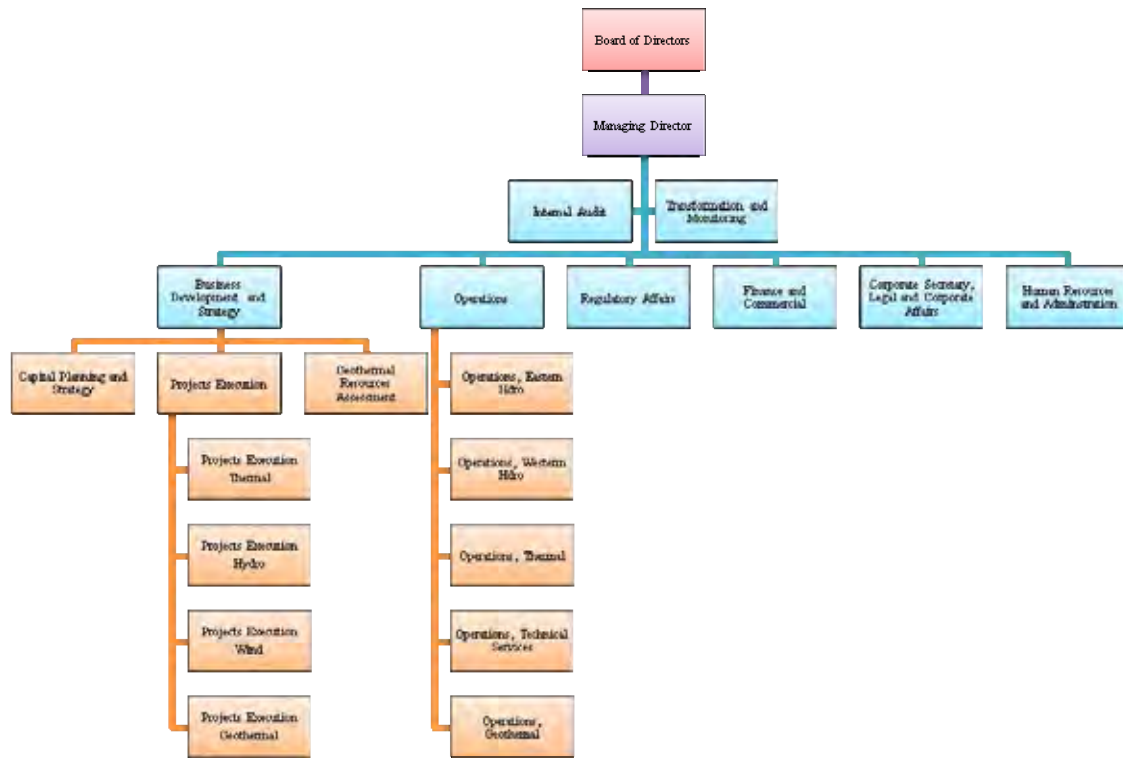 Board of Directors
Managing Director
Internal Audit
Transformation and
Monitoring
Business
Development and
Strategy
Operations
Regulatory Affairs
Finance and
Commercial
Corporate Secretary,
Legal and Corporate
Affairs
Human Resources
and Administration
Capital Planning and
Strategy
Projects Execution
Geothermal
Resources
Assessment
Operations, Eastern
Hdro
Projects Execution
Thermal
Operations, Western
Hdro
Projects Execution
Hydro
Operations, Thermal
Projects Execution
Wind
Operations, Technical
Services
Projects Execution
Geothermal
Operations,
Geothermal